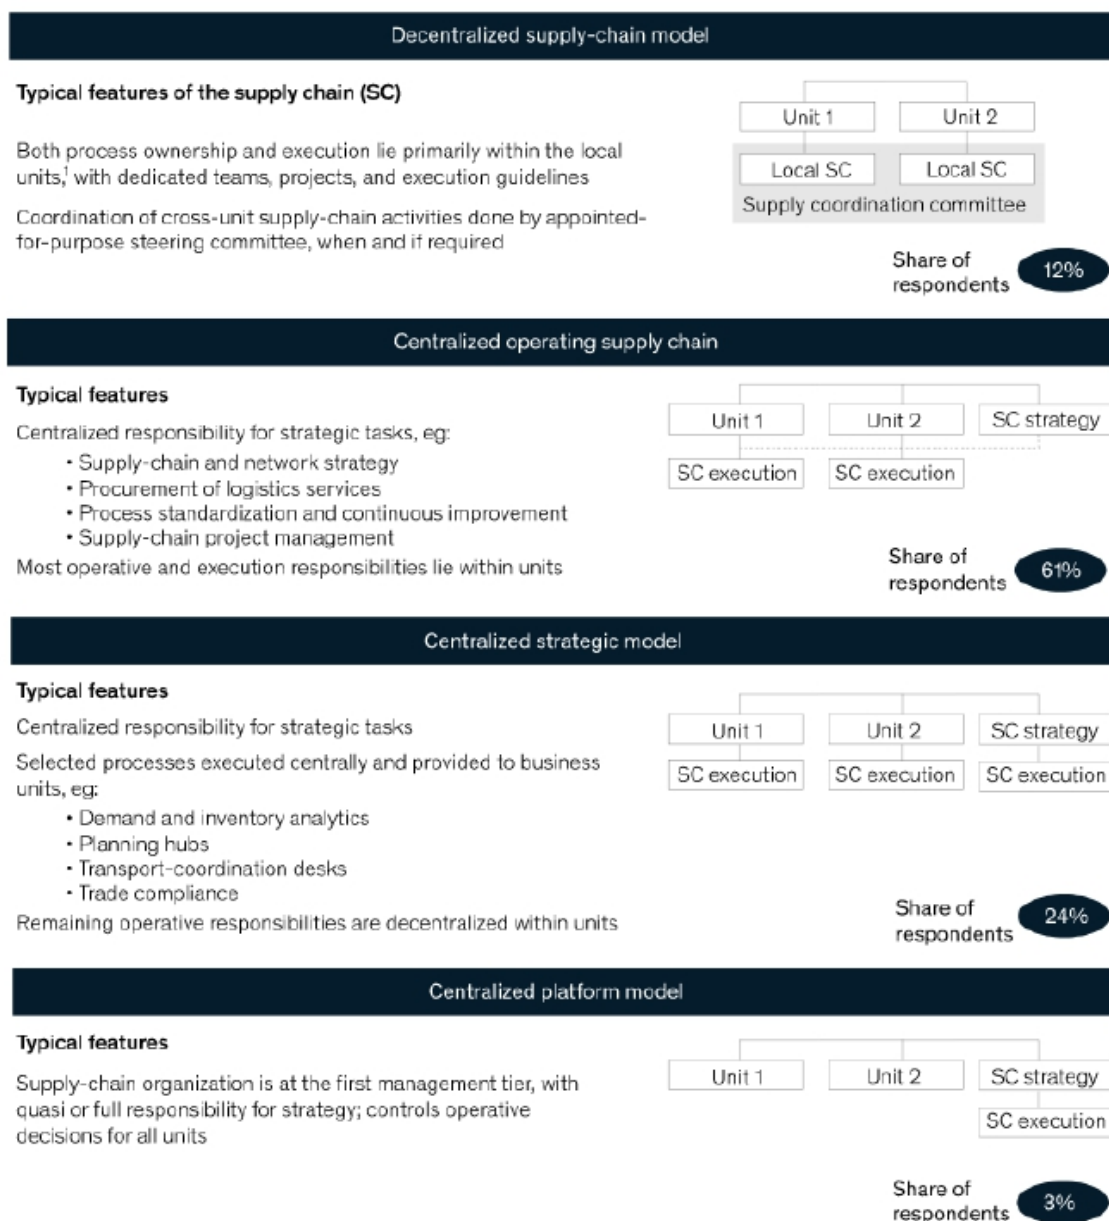 Decentralized supply-chain model
Typical features of the supply chain (SC)
Both process ownership and execution lie primarily within the local
units,¹ with dedicated teams, projects, and execution guidelines
Coordination of cross-unit supply-chain activities done by appointed-
for-purpose steering committee, when and if required
Unit 1
Unit 2
Local SC
Local SC
Supply coordination committee
Share of
respondents
12%
Centralized operating supply chain
Typical features
Centralized responsibility for strategic tasks, eg:
• Supply-chain and network strategy
• Procurement of logistics services
• Process standardization and continuous improvement
• Supply-chain project management
Most operative and execution responsibilities lie within units
Unit 1
Unit 2
SC strategy
SC execution
SC execution
Share of
respondents
61%
Centralized strategic model
Typical features
Centralized responsibility for strategic tasks
Selected processes executed centrally and provided to business
units, eg:
• Demand and inventory analytics
• Planning hubs
• Transport-coordination desks
• Trade compliance
Remaining operative responsibilities are decentralized within units
Unit 1
Unit 2
SC strategy
SC execution
SC execution
SC execution
Share of
respondents
24%
Centralized platform model
Typical features
Supply-chain organization is at the first management tier, with
quasi or full responsibility for strategy; controls operative
decisions for all units
Unit 1
Unit 2
SC strategy
SC execution
Share of
respondents
3%